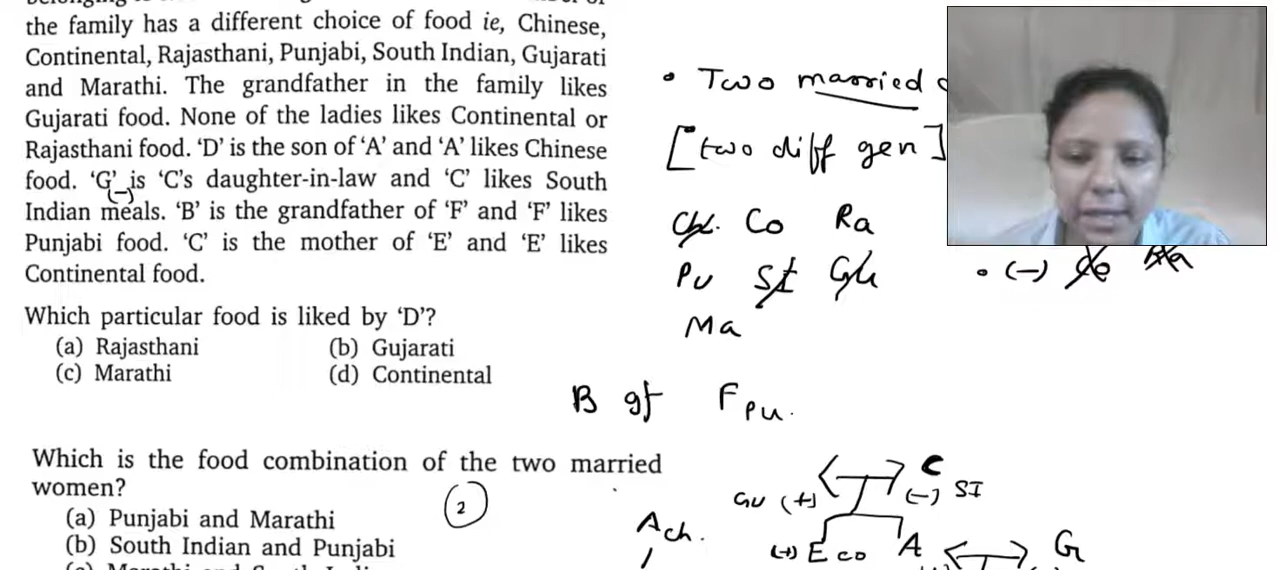 the family has a different choice of food ie, Chinese,
Continental, Rajasthani, Punjabi, South Indian, Gujarati
and Marathi. The grandfather in the family likes
Gujarati food. None of the ladies likes Continental or
Rajasthani food. ‘D’ is the son of ‘A’ and ‘A’ likes Chinese
food. ‘G’ is ‘C’s daughter-in-law and ‘C’ likes South
(-)
Indian meals. ‘B’ is the grandfather of ‘F’ and ‘F’ likes
Punjabi food. ‘C’ is the mother of ‘E’ and ‘E’ likes
Continental food.
Which particular food is liked by ‘D’?
(a) Rajasthani (b) Gujarati
(c) Marathi (d) Continental
Which is the food combination of the two married
women?
(a) Punjabi and Marathi
(b) South Indian and Punjabi
2
• Two married
[two diff gen]
Ch. Co Ra
Pu SI Gu
Ma
• (-) Co Ra
B gf F Pu.
C
Gu (+) (-) SI
A ch.
(+) E co A G